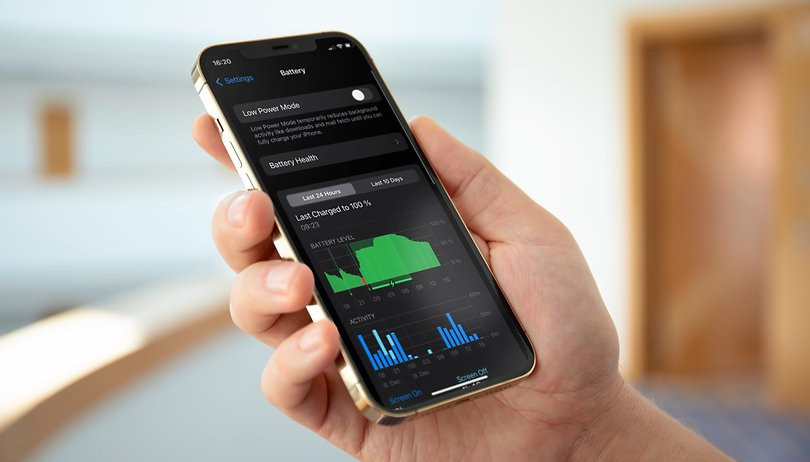 16:20
Settings
Battery
Low Power Mode
Low Power Mode temporarily reduces background
activity like downloads and mail fetch until you can
fully charge your iPhone.
Battery Health
Last 24 Hours
Last 10 Days
Last Charged to 100 %
09:23
BATTERY LEVEL
100 %
50 %
0 %
18 21 00 03 06 09 12 15
ACTIVITY
60m
30m
0m
18 21 00 03 06 09 12 15
8. Dec
9. Dec
Screen On
Screen Off